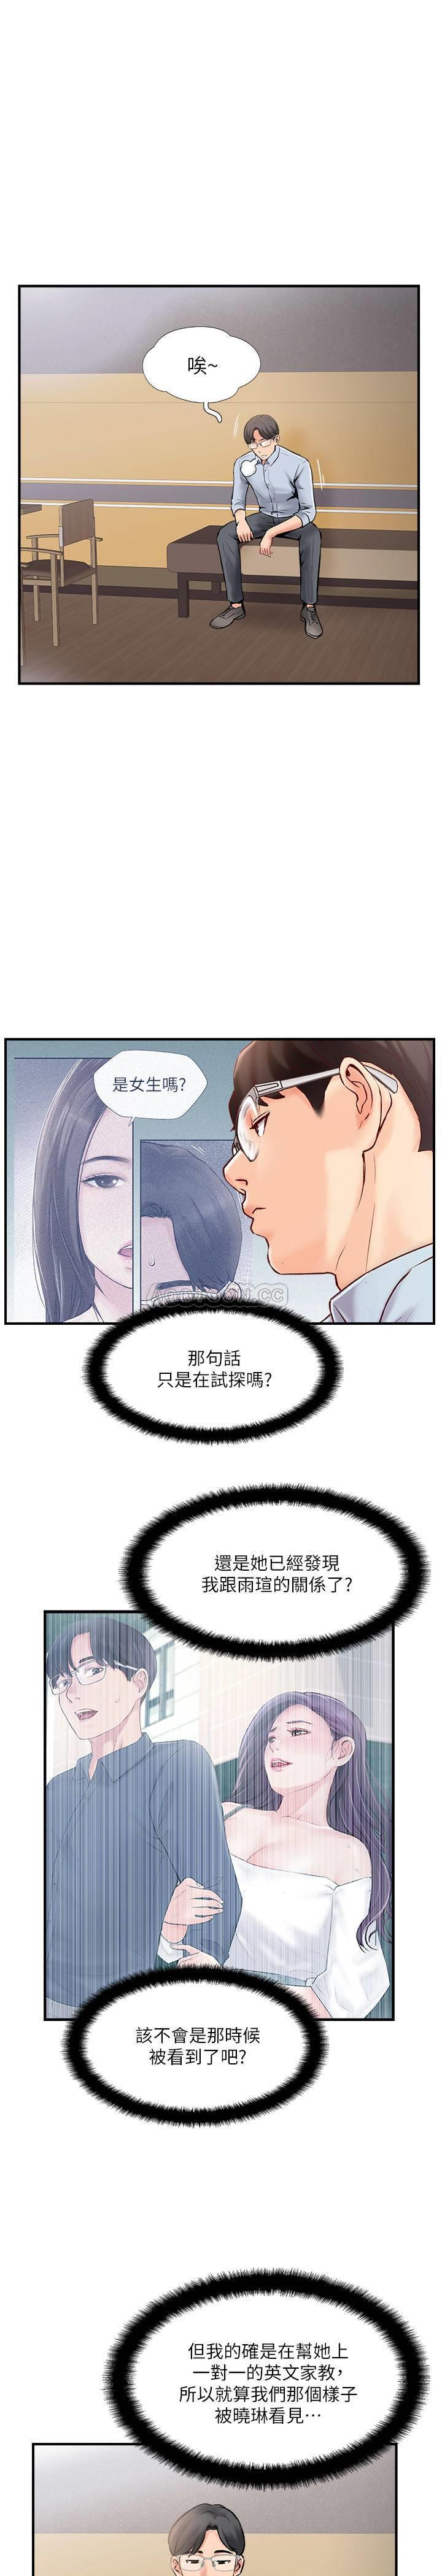 唉~
是女生嗎?
那句話
只是在試探嗎?
還是她已經發現
我跟雨瑄的關係了?
該不會是那時候
被看到了吧?
但我的確是在幫她上
一對一的英文家教,
所以就算我們那個樣子
被曉琳看見…